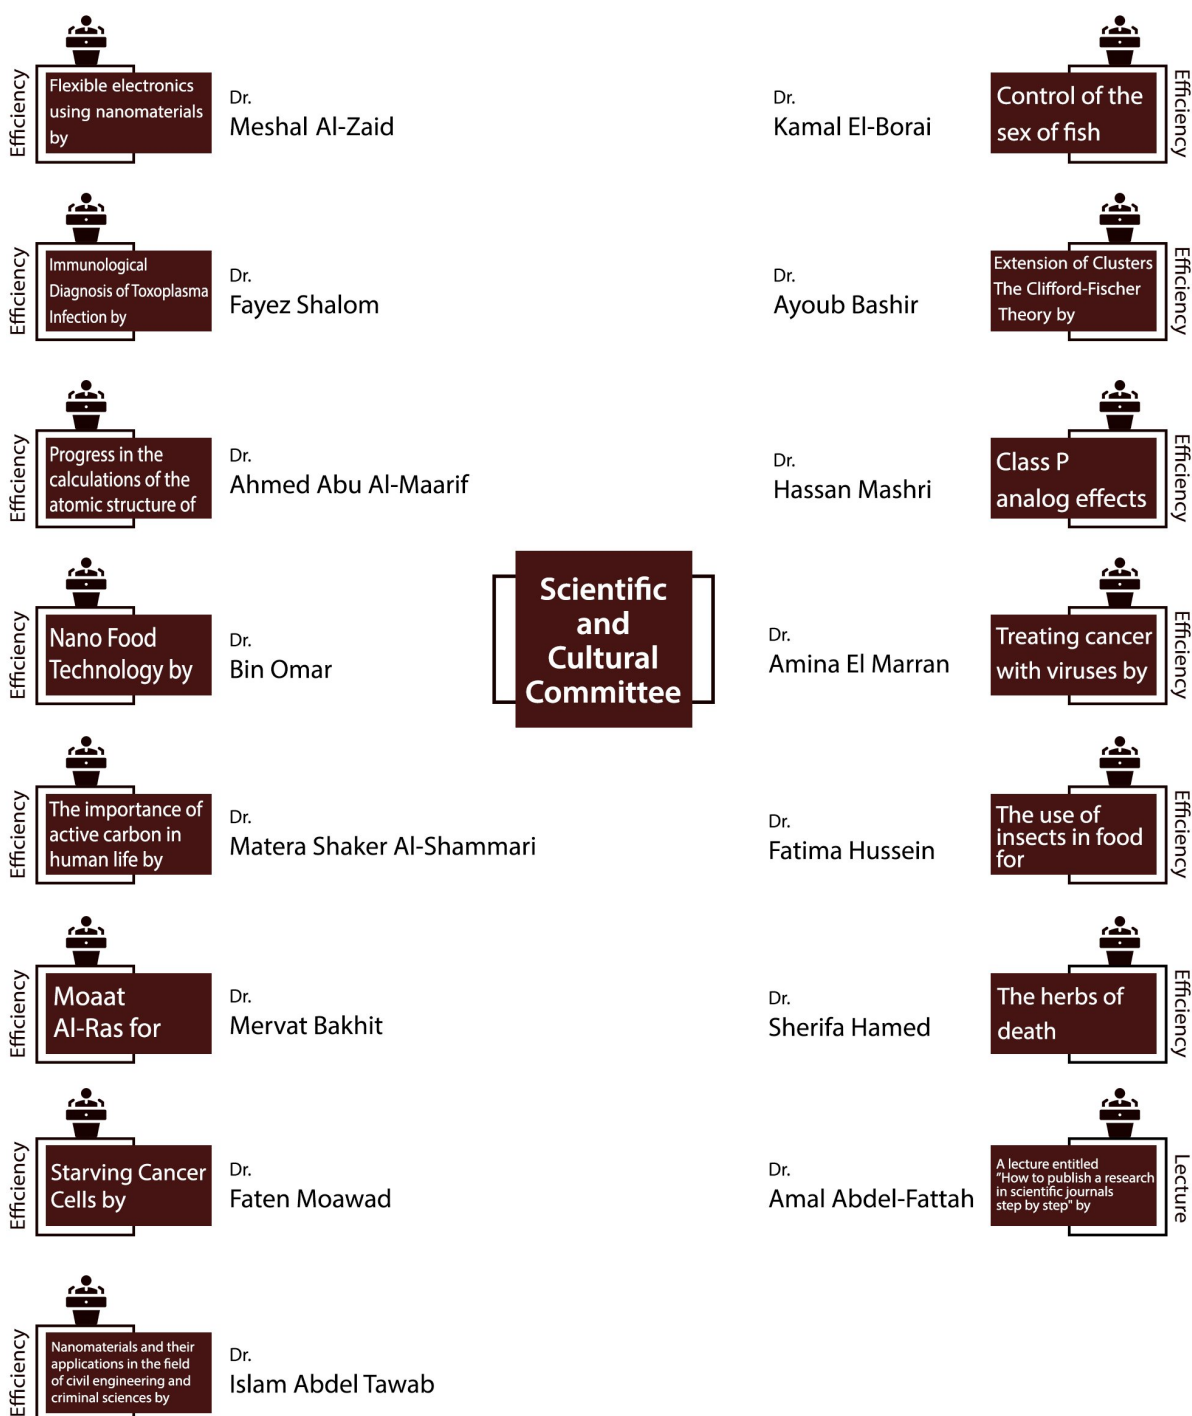 Efficiency
Flexible electronics
using nanomaterials
by
Dr.
Meshal Al-Zaid
Efficiency
Immunological
Diagnosis of Toxoplasma
Infection by
Dr.
Fayez Shalom
Efficiency
Progress in the
calculations of the
atomic structure of
Dr.
Ahmed Abu Al-Maarif
Efficiency
Nano Food
Technology by
Dr.
Bin Omar
Efficiency
The importance of
active carbon in
human life by
Dr.
Matera Shaker Al-Shammari
Efficiency
Moaat
Al-Ras for
Dr.
Mervat Bakhit
Efficiency
Starving Cancer
Cells by
Dr.
Faten Moawad
Efficiency
Nanomaterials and their
applications in the field
of civil engineering and
criminal sciences by
Dr.
Islam Abdel Tawab
Scientific
and
Cultural
Committee
Dr.
Kamal El-Borai
Control of the
sex of fish
Efficiency
Dr.
Ayoub Bashir
Extension of Clusters
The Clifford-Fischer
Theory by
Efficiency
Dr.
Hassan Mashri
Class P
analog effects
Efficiency
Dr.
Amina El Marran
Treating cancer
with viruses by
Efficiency
Dr.
Fatima Hussein
The use of
insects in food
for
Efficiency
Dr.
Sherifa Hamed
The herbs of
death
Efficiency
Dr.
Amal Abdel-Fattah
A lecture entitled
"How to publish a research
in scientific journals
step by step" by
Lecture